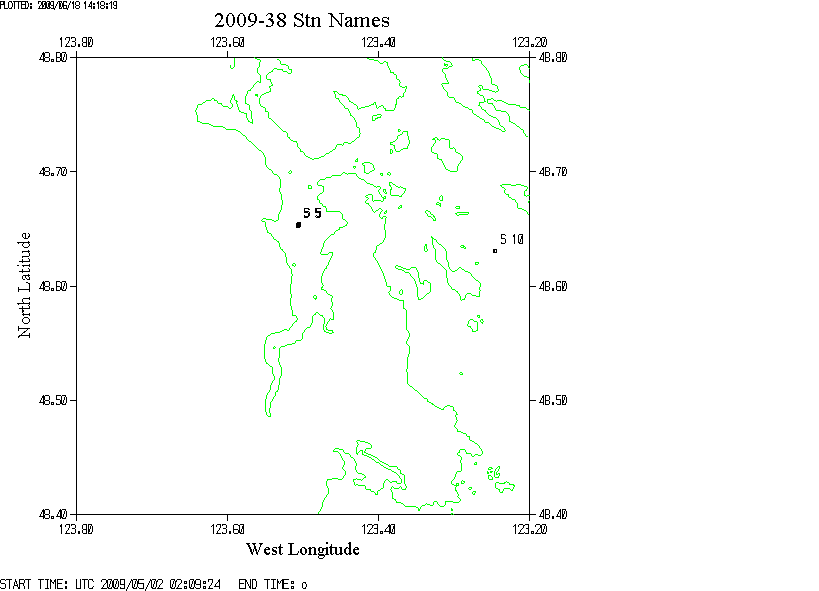 PLOTTED: 2009/06/18 14:18:19
2009-38 Stn Names
123.80 123.60 123.40 123.20
48.80 48.80
48.70 48.70
S 5
S 10
North Latitude
48.60 48.60
48.50 48.50
48.40 48.40
123.80 123.60 123.40 123.20
West Longitude
START TIME: UTC 2009/05/02 02:09:24 END TIME: o